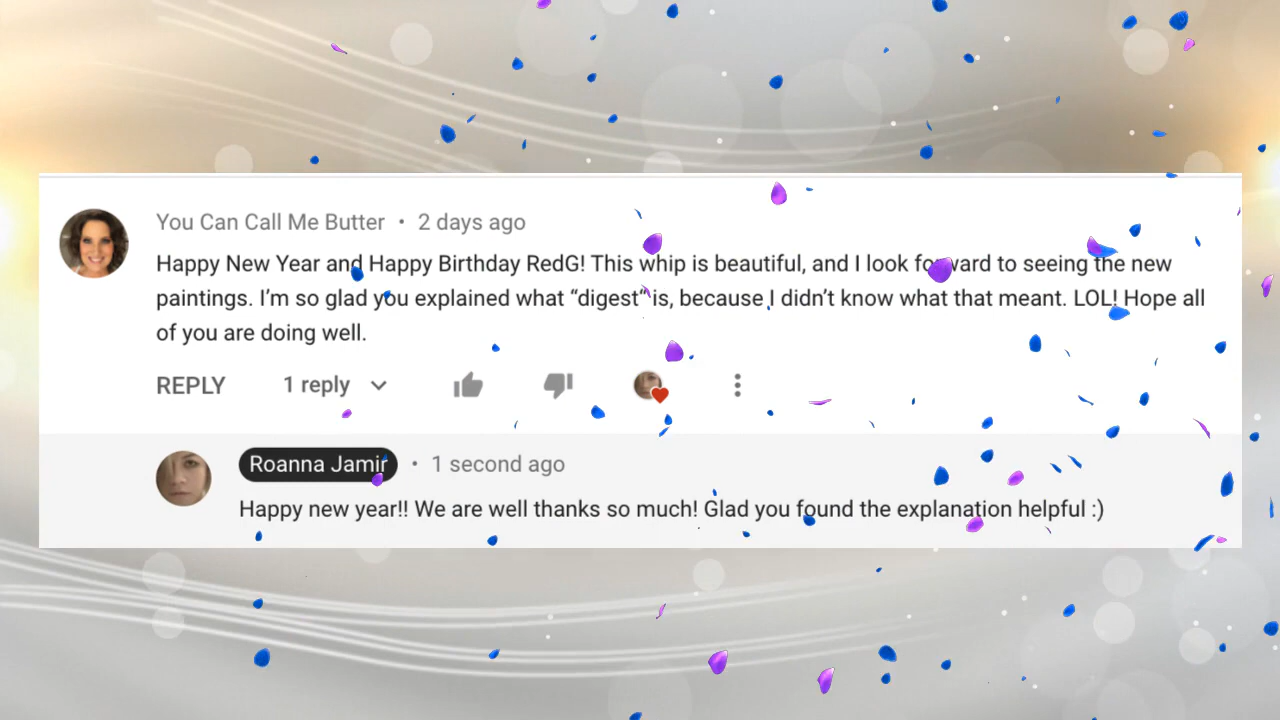 You Can Call Me Butter • 2 days ago
Happy New Year and Happy Birthday RedG! This whip is beautiful, and I look forward to seeing the new
paintings. I’m so glad you explained what “digest“ is, because I didn’t know what that meant. LOL! Hope all
of you are doing well.
REPLY 1 reply
Roanna Jamir • 1 second ago
Happy new year!! We are well thanks so much! Glad you found the explanation helpful :)